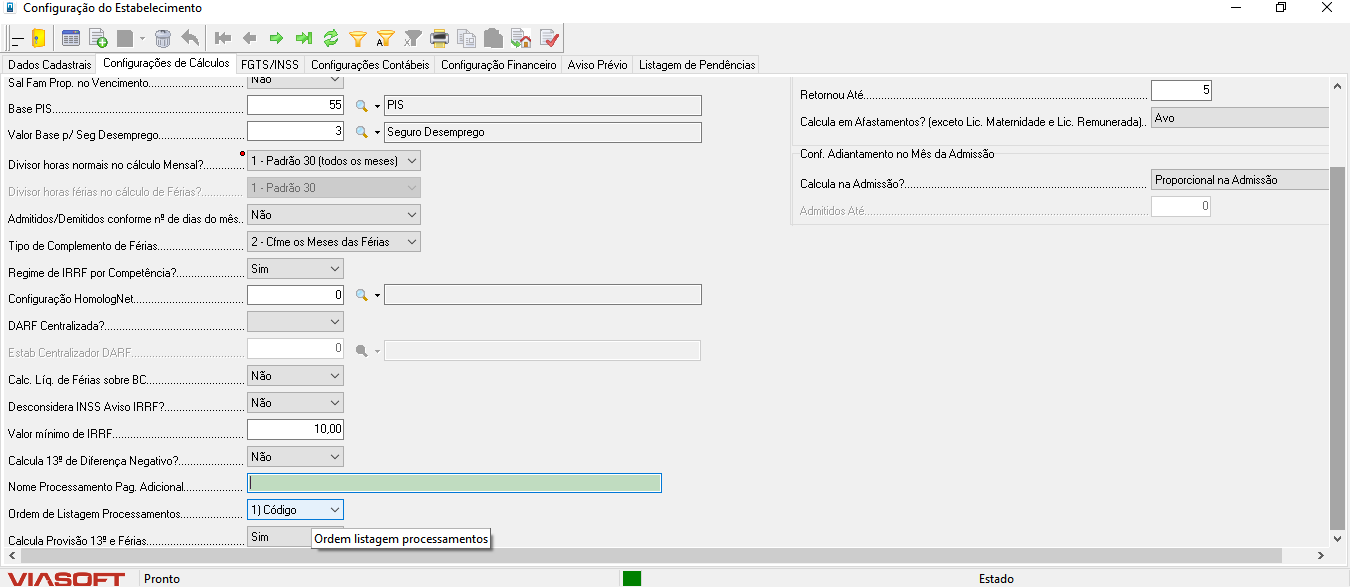 Configuração do Estabelecimento
A
Dados Cadastrais Configurações de Cálculos FGTS/INSS Configurações Contábeis Configuração Financeiro Aviso Prévio Listagem de Pendências
Sal Fam Prop. no Vencimento Não
Base PIS 55 PIS
Valor Base p/ Seg Desemprego 3 Seguro Desemprego
Divisor horas normais no cálculo Mensal? 1 - Padrão 30 (todos os meses)
Divisor horas férias no cálculo de Férias? 1 - Padrão 30
Admitidos/Demitidos conforme nº de dias do mês.. Não
Tipo de Complemento de Férias 2 - Cfme os Meses das Férias
Regime de IRRF por Competência? Sim
Configuração HomologNet 0
DARF Centralizada?
Estab Centralizador DARF 0
Calc. Líq. de Férias sobre BC Não
Desconsidera INSS Aviso IRRF? Não
Valor mínimo de IRRF 10,00
Calcula 13º de Diferença Negativo? Não
Nome Processamento Pag. Adicional
Ordem de Listagem Processamentos 1) Código
Calcula Provisão 13º e Férias Sim
Ordem listagem processamentos
Retornou Até 5
Calcula em Afastamentos? (exceto Lic. Maternidade e Lic. Remunerada).. Avo
Conf. Adiantamento no Mês da Admissão
Calcula na Admissão? Proporcional na Admissão
Admitidos Até 0
VIASOFT Pronto Estado